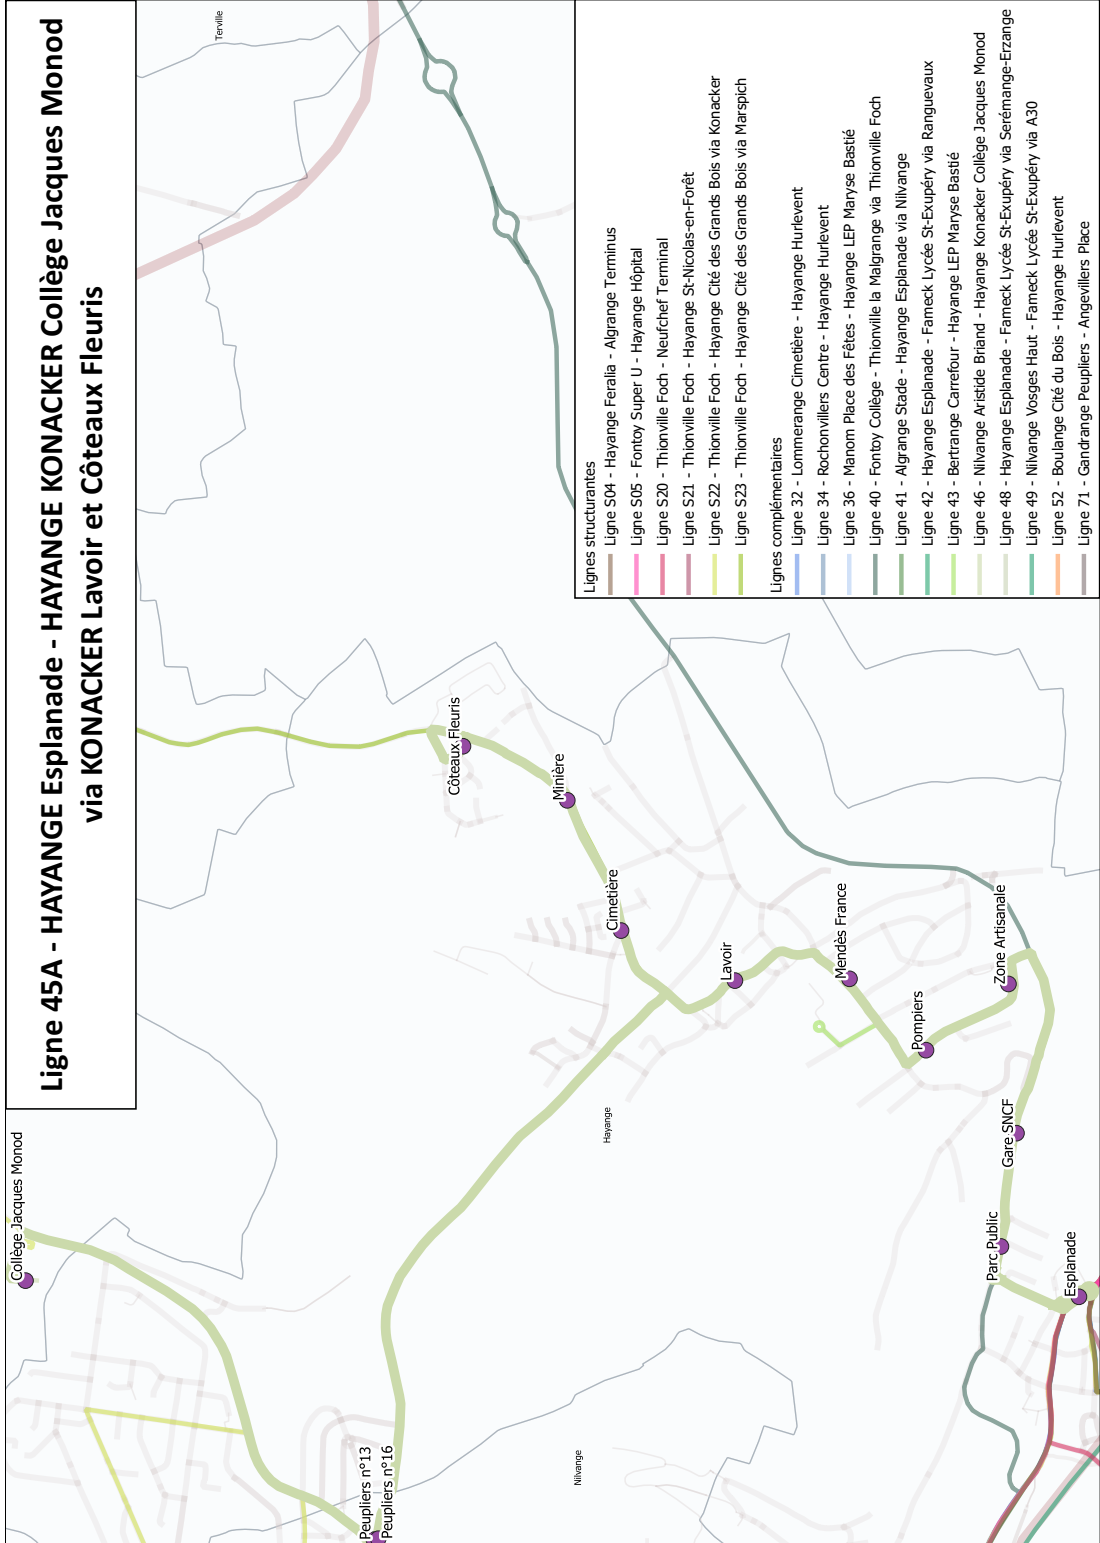 Ligne 45A - HAYANGE Esplanade - HAYANGE KONACKER Collège Jacques Monod
via KONACKER Lavoir et Côteaux Fleuris
Terville
Collège Jacques Monod
Côteaux Fleuris
Minière
Cimetière
Lavoir
Mendès France
Zone Artisanale
Pompiers
Hayange
Gare SNCF
Parc Public
Esplanade
Peupliers n°13
Peupliers n°16
Nilvange
Lignes structurantes
Ligne S04 - Hayange Feralia - Algrange Terminus
Ligne S05 - Fontoy Super U - Hayange Hôpital
Ligne S20 - Thionville Foch - Neufchef Terminal
Ligne S21 - Thionville Foch - Hayange St-Nicolas-en-Forêt
Ligne S22 - Thionville Foch - Hayange Cité des Grands Bois via Konacker
Ligne S23 - Thionville Foch - Hayange Cité des Grands Bois via Marspich
Lignes complémentaires
Ligne 32 - Lommerange Cimetière - Hayange Hurlevent
Ligne 34 - Rochonvillers Centre - Hayange Hurlevent
Ligne 36 - Manom Place des Fêtes - Hayange LEP Maryse Bastié
Ligne 40 - Fontoy Collège - Thionville la Malgrange via Thionville Foch
Ligne 41 - Algrange Stade - Hayange Esplanade via Nilvange
Ligne 42 - Hayange Esplanade - Fameck Lycée St-Exupéry via Ranguevaux
Ligne 43 - Bertrange Carrefour - Hayange LEP Maryse Bastié
Ligne 46 - Nilvange Aristide Briand - Hayange Konacker Collège Jacques Monod
Ligne 48 - Hayange Esplanade - Fameck Lycée St-Exupéry via Serémange-Erzange
Ligne 49 - Nilvange Vosges Haut - Fameck Lycée St-Exupéry via A30
Ligne 52 - Boulange Cité du Bois - Hayange Hurlevent
Ligne 71 - Gandrange Peupliers - Angevillers Place